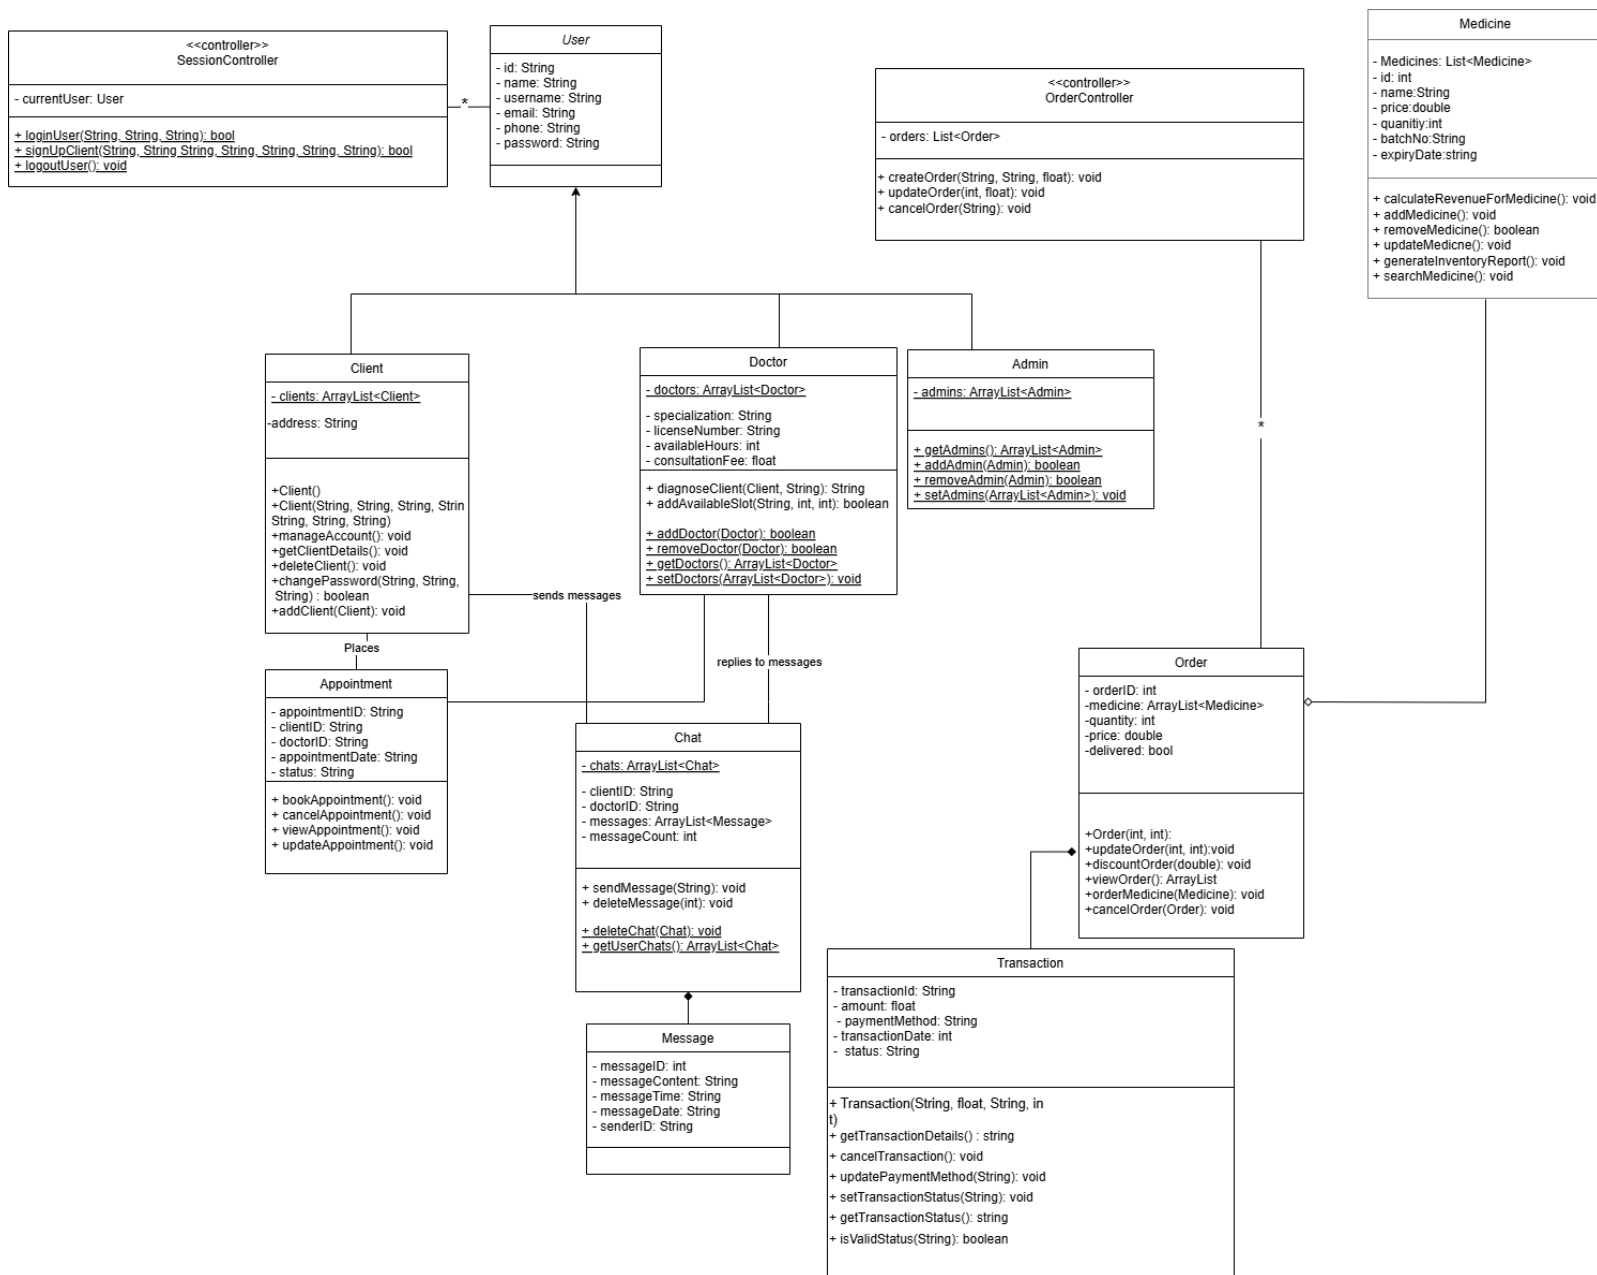 <<controller>>
SessionController
- currentUser: User
+ loginUser(String, String, String): bool
+ signUpClient(String, String String, String, String, String, String): bool
+ logoutUser(): void
*
User
- id: String
- name: String
- username: String
- email: String
- phone: String
- password: String
<<controller>>
OrderController
- orders: List<Order>
+ createOrder(String, String, float): void
+ updateOrder(int, float): void
+ cancelOrder(String): void
*
Medicine
- Medicines: List<Medicine>
- id: int
- name:String
- price:double
- quanitiy:int
- batchNo:String
- expiryDate:string
+ calculateRevenueForMedicine(): void
+ addMedicine(): void
+ removeMedicine(): boolean
+ updateMedicne(): void
+ generateInventoryReport(): void
+ searchMedicine(): void
Client
- clients: ArrayList<Client>
-address: String
+Client()
+Client(String, String, String, Strin
String, String, String)
+manageAccount(): void
+getClientDetails(): void
+deleteClient(): void
+changePassword(String, String,
String) : boolean
+addClient(Client): void
Doctor
- doctors: ArrayList<Doctor>
- specialization: String
- licenseNumber: String
- availableHours: int
- consultationFee: float
+ diagnoseClient(Client, String): String
+ addAvailableSlot(String, int, int): boolean
+ addDoctor(Doctor): boolean
+ removeDoctor(Doctor): boolean
+ getDoctors(): ArrayList<Doctor>
+ setDoctors(ArrayList<Doctor>): void
Admin
- admins: ArrayList<Admin>
+ getAdmins(): ArrayList<Admin>
+ addAdmin(Admin): boolean
+ removeAdmin(Admin): boolean
+ setAdmins(ArrayList<Admin>): void
sends messages
Places
replies to messages
Appointment
- appointmentID: String
- clientID: String
- doctorID: String
- appointmentDate: String
- status: String
+ bookAppointment(): void
+ cancelAppointment(): void
+ viewAppointment(): void
+ updateAppointment(): void
Chat
- chats: ArrayList<Chat>
- clientID: String
- doctorID: String
- messages: ArrayList<Message>
- messageCount: int
+ sendMessage(String): void
+ deleteMessage(int): void
+ deleteChat(Chat): void
+ getUserChats(): ArrayList<Chat>
Order
- orderID: int
-medicine: ArrayList<Medicine>
-quantity: int
-price: double
-delivered: bool
+Order(int, int):
+updateOrder(int, int):void
+discountOrder(double): void
+viewOrder(): ArrayList
+orderMedicine(Medicine): void
+cancelOrder(Order): void
Message
- messageID: int
- messageContent: String
- messageTime: String
- messageDate: String
- senderID: String
Transaction
- transactionId: String
- amount: float
- paymentMethod: String
- transactionDate: int
- status: String
+ Transaction(String, float, String, in
t)
+ getTransactionDetails() : string
+ cancelTransaction(): void
+ updatePaymentMethod(String): void
+ setTransactionStatus(String): void
+ getTransactionStatus(): string
+ isValidStatus(String): boolean